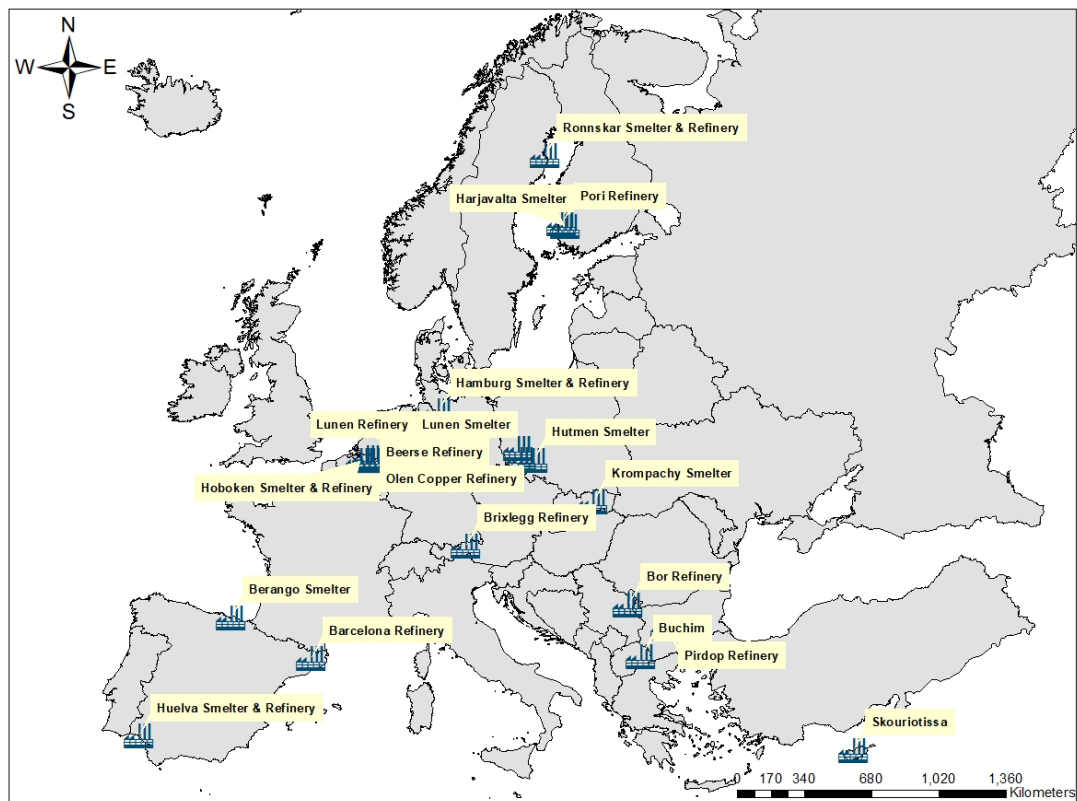 N
W E
S
Ronnskar Smelter & Refinery
Harjavalta Smelter
Pori Refinery
Hamburg Smelter & Refinery
Lunen Refinery
Lunen Smelter
Hutmen Smelter
Beerse Refinery
Krompachy Smelter
Olen Copper Refinery
Hoboken Smelter & Refinery
Brixlegg Refinery
Bor Refinery
Berango Smelter
Buchim
Barcelona Refinery
Pirdop Refinery
Huelva Smelter & Refinery
Skouriotissa
0 170 340 680 1,020 1,360
Kilometers